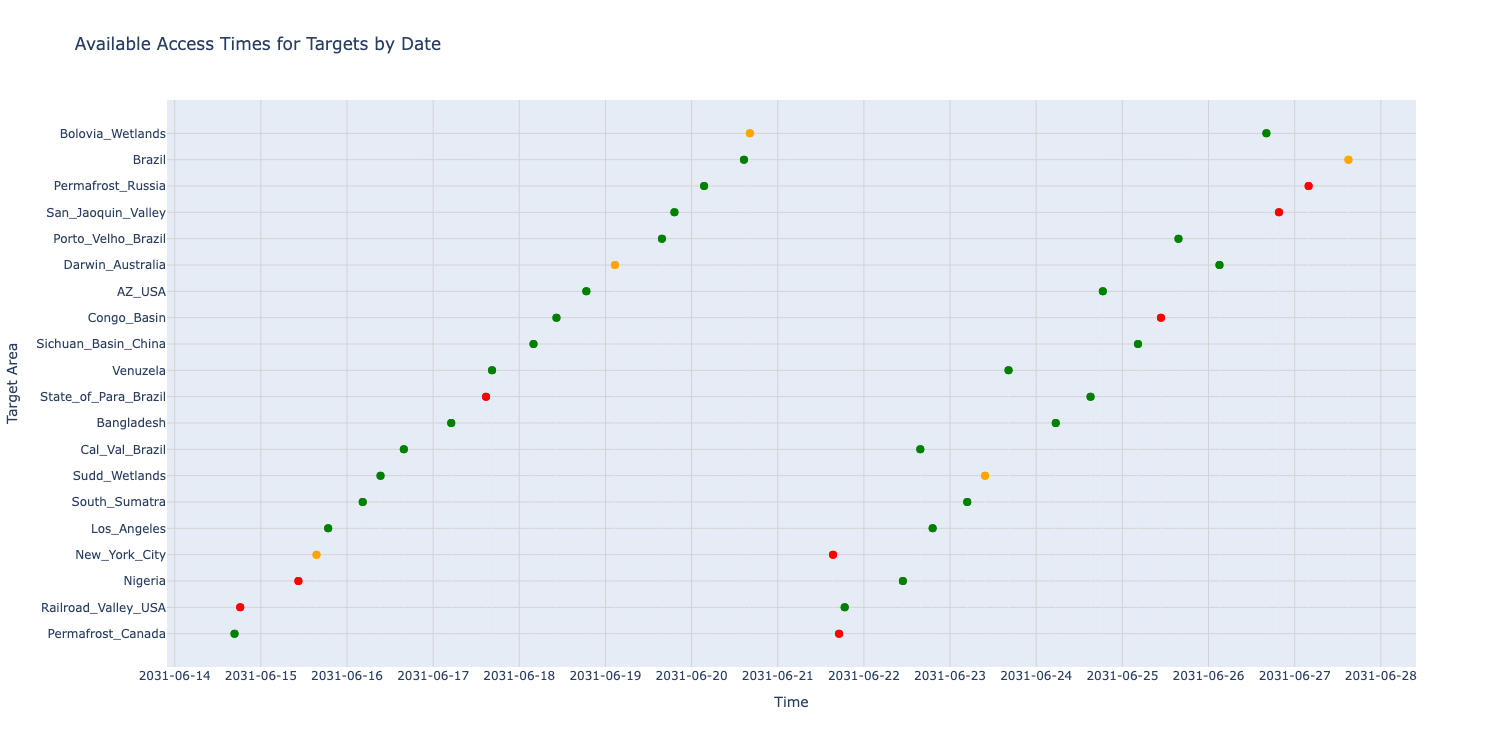 Available Access Times for Targets by Date
Bolovia_Wetlands
Brazil
Permafrost_Russia
San_Jaoquin_Valley
Porto_Velho_Brazil
Darwin_Australia
AZ_USA
Congo_Basin
Sichuan_Basin_China
Venuzela
State_of_Para_Brazil
Bangladesh
Cal_Val_Brazil
Sudd_Wetlands
South_Sumatra
Los_Angeles
New_York_City
Nigeria
Railroad_Valley_USA
Permafrost_Canada
Target Area
2031-06-14 2031-06-15 2031-06-16 2031-06-17 2031-06-18 2031-06-19 2031-06-20 2031-06-21 2031-06-22 2031-06-23 2031-06-24 2031-06-25 2031-06-26 2031-06-27 2031-06-28
Time